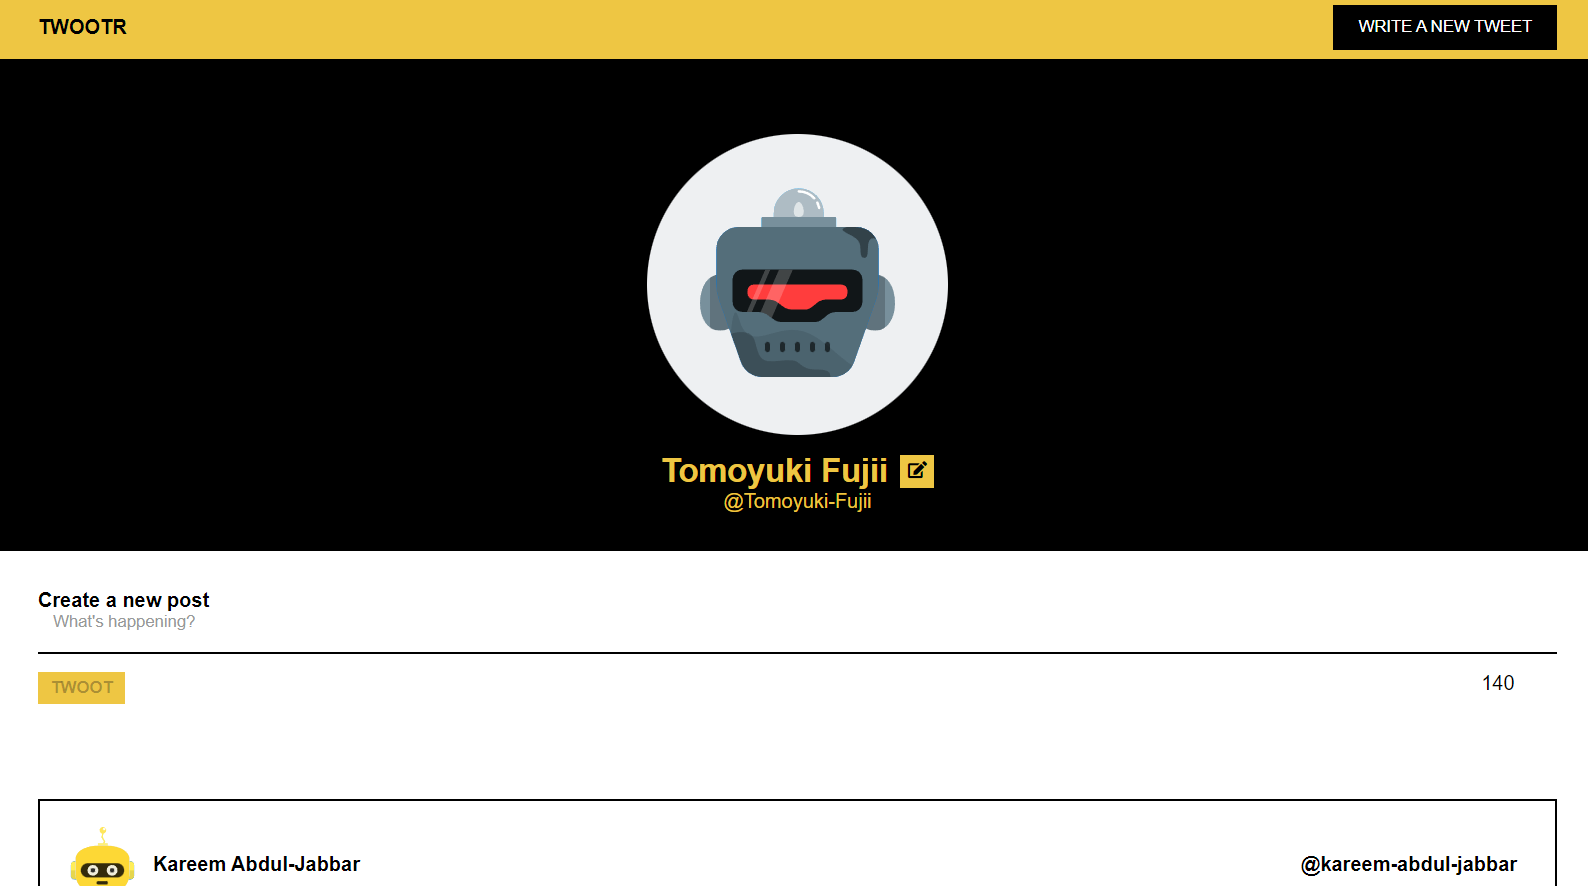 TWOOTR
WRITE A NEW TWEET
Tomoyuki Fujii
@Tomoyuki-Fujii
Create a new post
What's happening?
TWOOT
140
Kareem Abdul-Jabbar
@kareem-abdul-jabbar